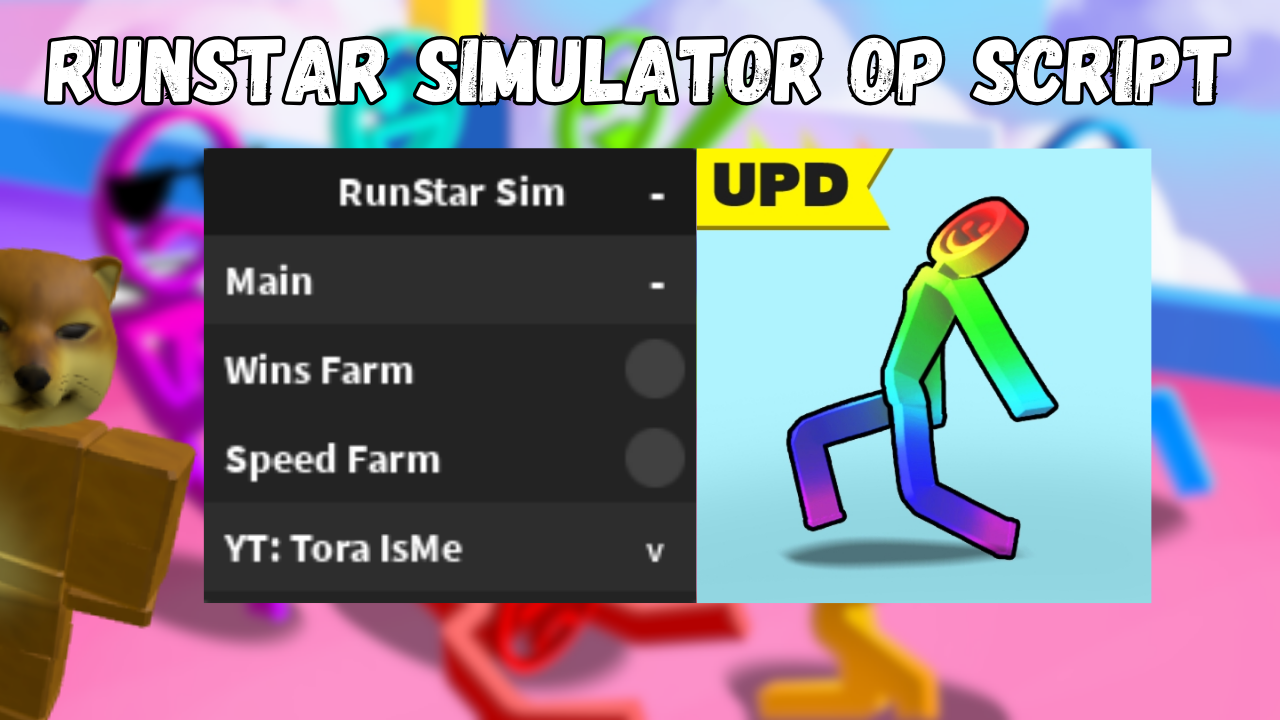 RUNSTAR SIMULATOR OP SCRIPT
RunStar Sim -
Main -
Wins Farm
Speed Farm
YT: Tora IsMe v
UPD